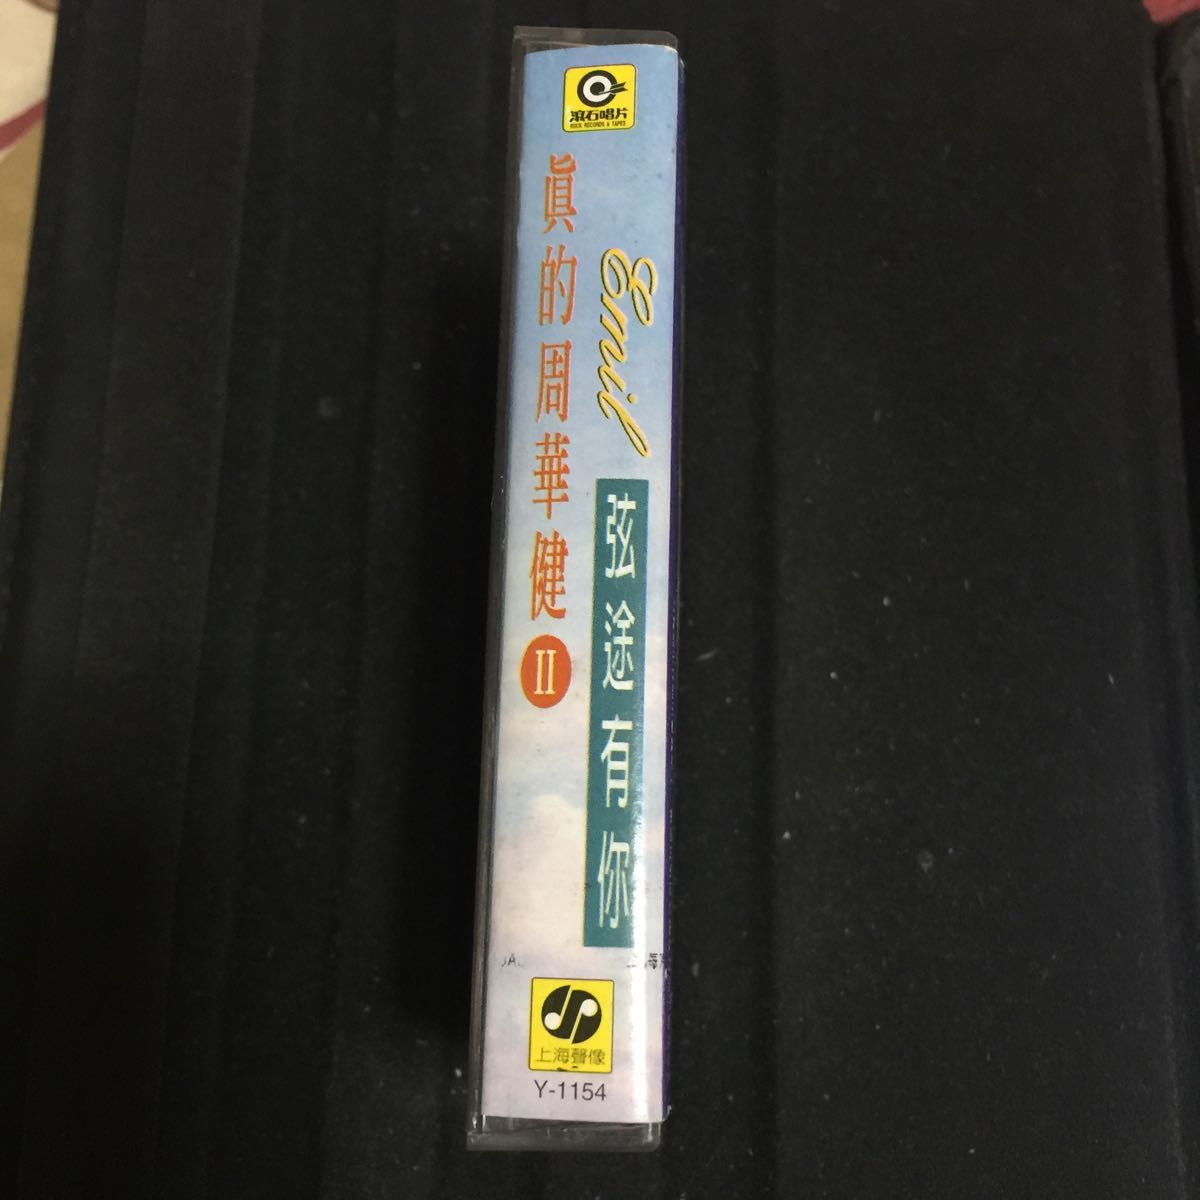 滾石唱片
ROCK RECORDS & TAPES
眞的周華健
II
Emil
弦途有你
上海聲像
Y-1154